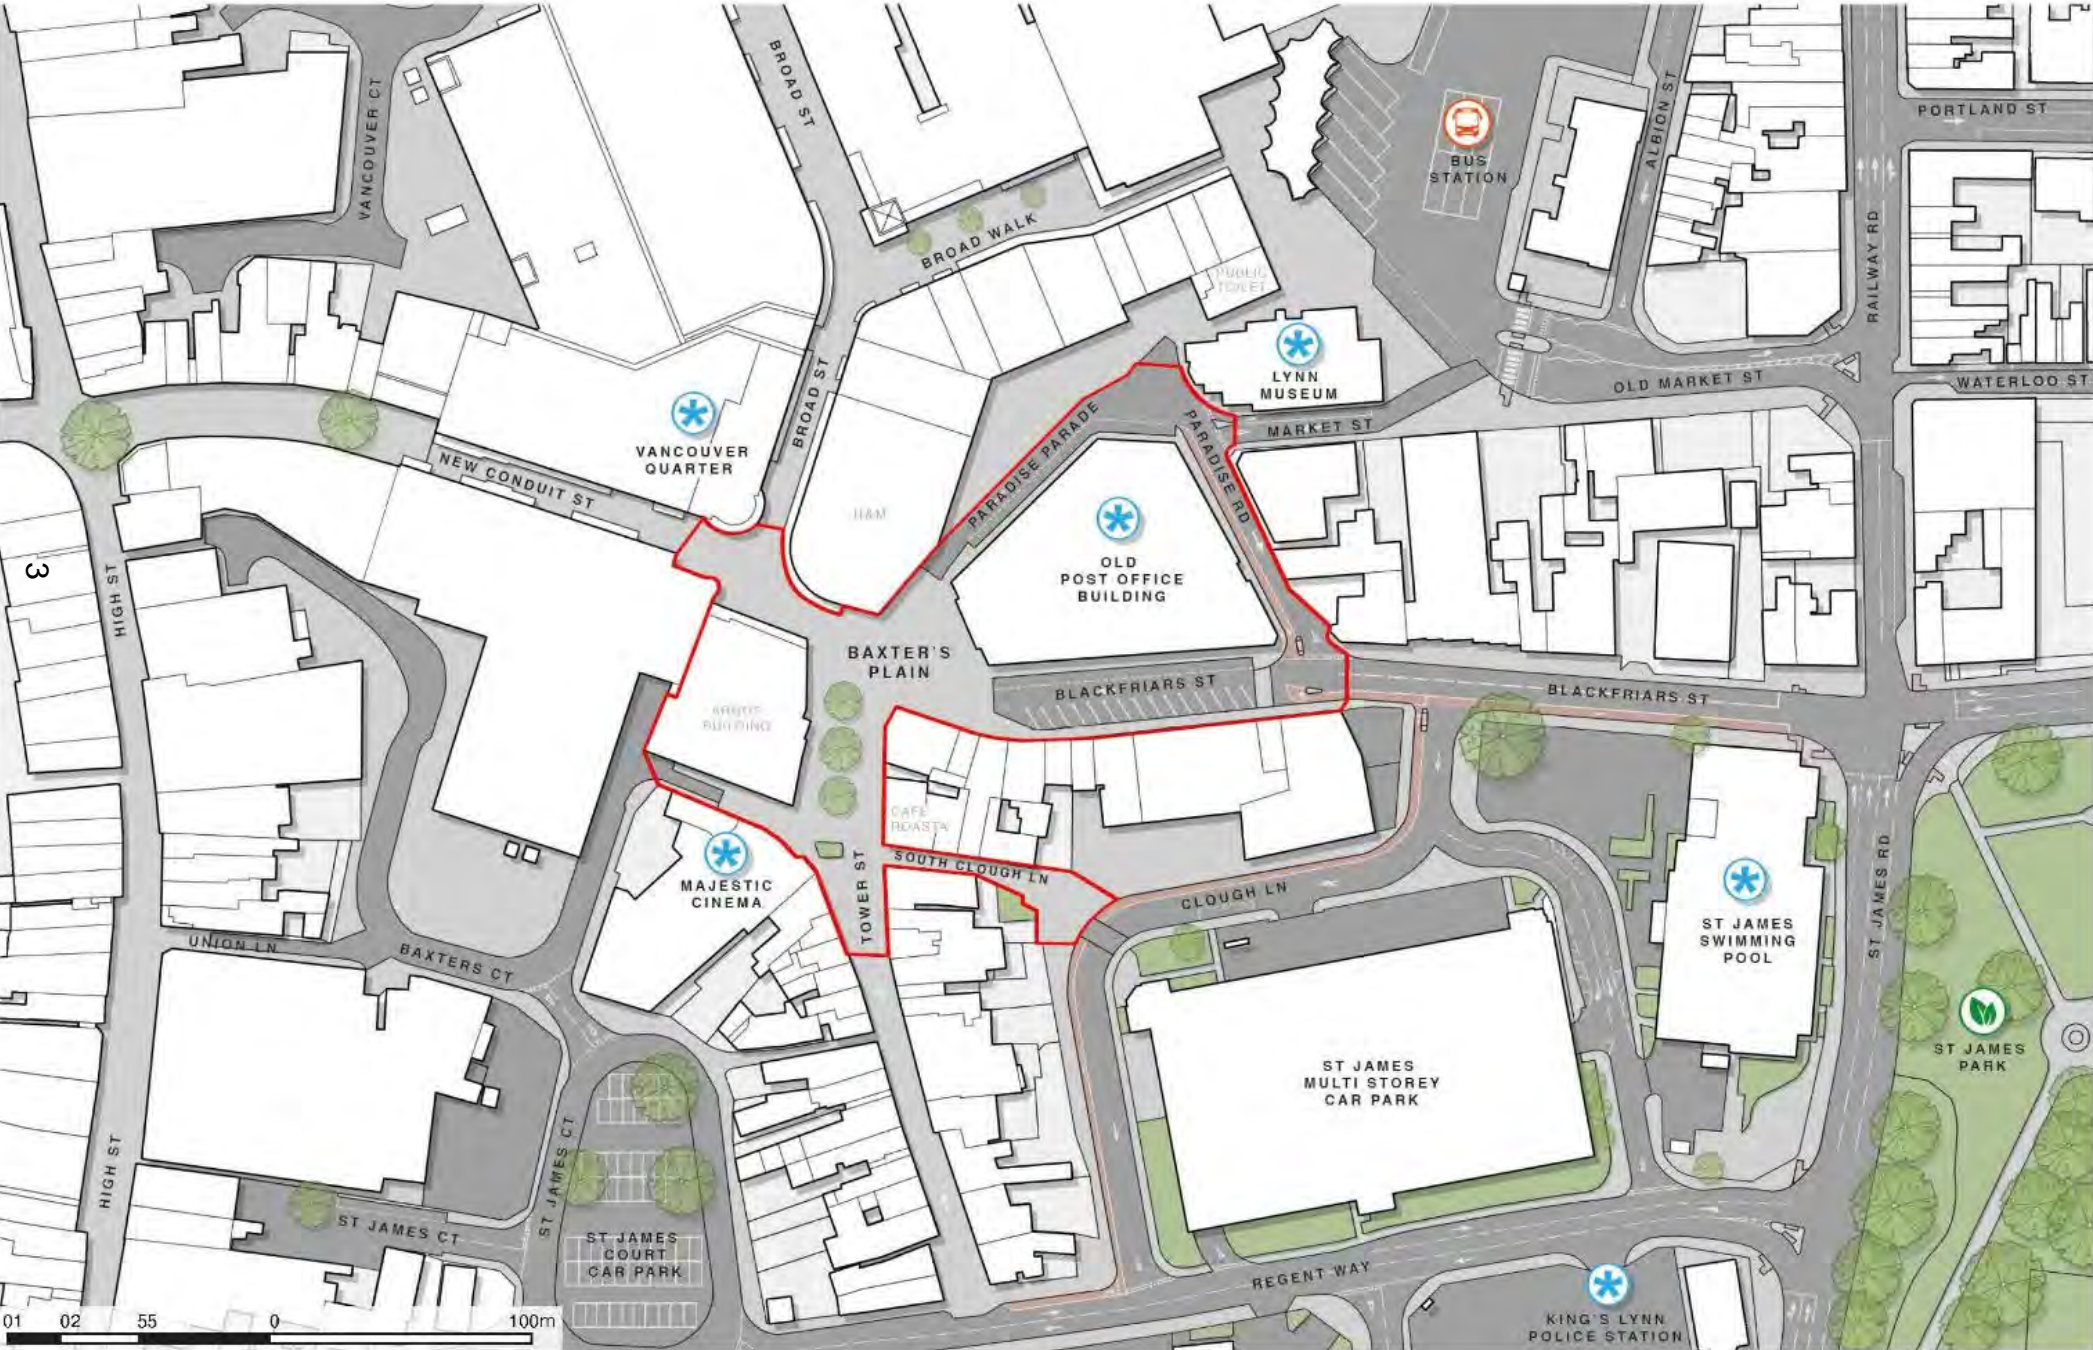 BROAD ST
VANCOUVER CT
BUS
STATION
ALBION ST
PORTLAND ST
RAILWAY RD
BROAD WALK
PUBLIC
TOILET
LYNN
MUSEUM
OLD MARKET ST
WATERLOO ST
BROAD ST
PARADISE PARADE
PARADISE RD
MARKET ST
VANCOUVER
QUARTER
NEW CONDUIT ST
H&M
OLD
POST OFFICE
BUILDING
3
HIGH ST
BAXTER'S
PLAIN
BLACKFRIARS ST
BLACKFRIARS ST
ARGOS
BUILDING
CAFE
ROASTA
SOUTH CLOUGH LN
TOWER ST
MAJESTIC
CINEMA
CLOUGH LN
ST JAMES
SWIMMING
POOL
ST JAMES RD
UNION LN
BAXTERS CT
ST JAMES
PARK
ST JAMES
MULTI STOREY
CAR PARK
HIGH ST
ST JAMES CT
ST JAMES CT
ST JAMES
COURT
CAR PARK
REGENT WAY
KING'S LYNN
POLICE STATION
01 02 55 0 100m